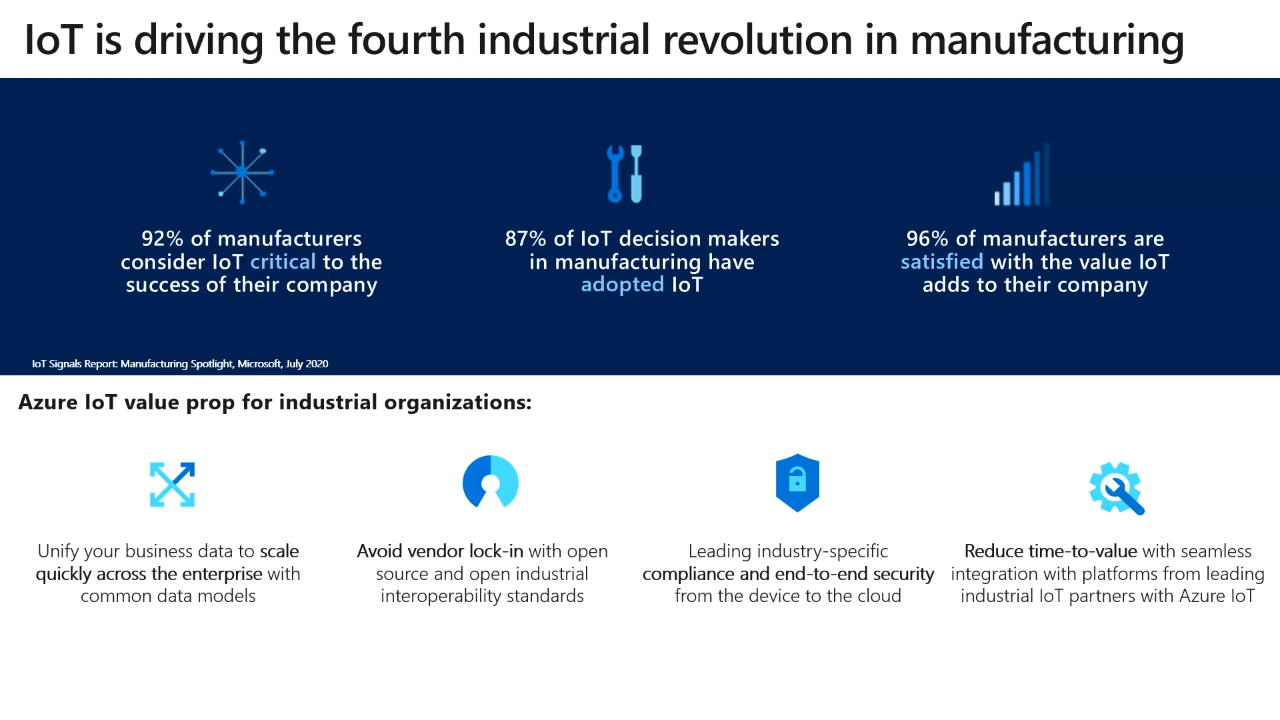 IoT is driving the fourth industrial revolution in manufacturing
92% of manufacturers
consider IoT critical to the
success of their company
87% of IoT decision makers
in manufacturing have
adopted IoT
96% of manufacturers are
satisfied with the value IoT
adds to their company
IoT Signals Report: Manufacturing Spotlight, Microsoft, July 2020
Azure IoT value prop for industrial organizations:
Unify your business data to scale
quickly across the enterprise with
common data models
Avoid vendor lock-in with open
source and open industrial
interoperability standards
Leading industry-specific
compliance and end-to-end security
from the device to the cloud
Reduce time-to-value with seamless
integration with platforms from leading
industrial IoT partners with Azure IoT